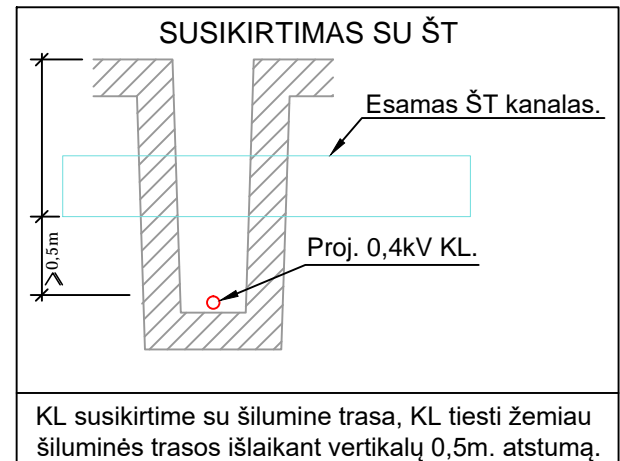 SUSIKIRTIMAS SU ŠT
Esamas ŠT kanalas.
≥0,5m
Proj. 0,4kV KL.
KL susikirtime su šilumine trasa, KL tiesti žemiau
šiluminės trasos išlaikant vertikalų 0,5m. atstumą.